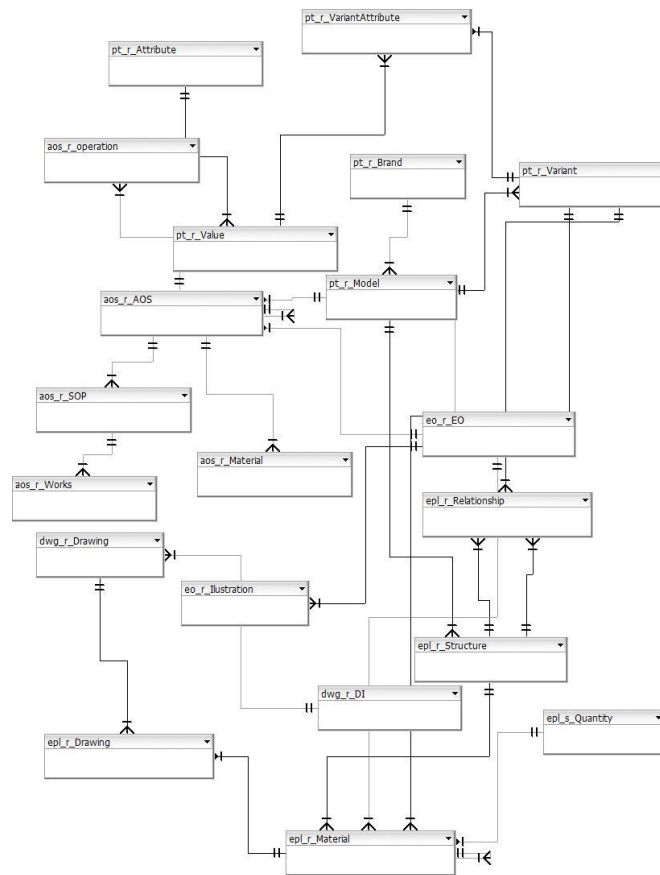 pt_r_VariantAttribute
pt_r_Attribute
aos_r_operation
pt_r_Brand
pt_r_Variant
pt_r_Value
pt_r_Model
aos_r_AOS
aos_r_SOP
eo_r_EO
aos_r_Material
aos_r_Works
epl_r_Relationship
dwg_r_Drawing
eo_r_Ilustration
epl_r_Structure
dwg_r_DI
epl_s_Quantity
epl_r_Drawing
epl_r_Material